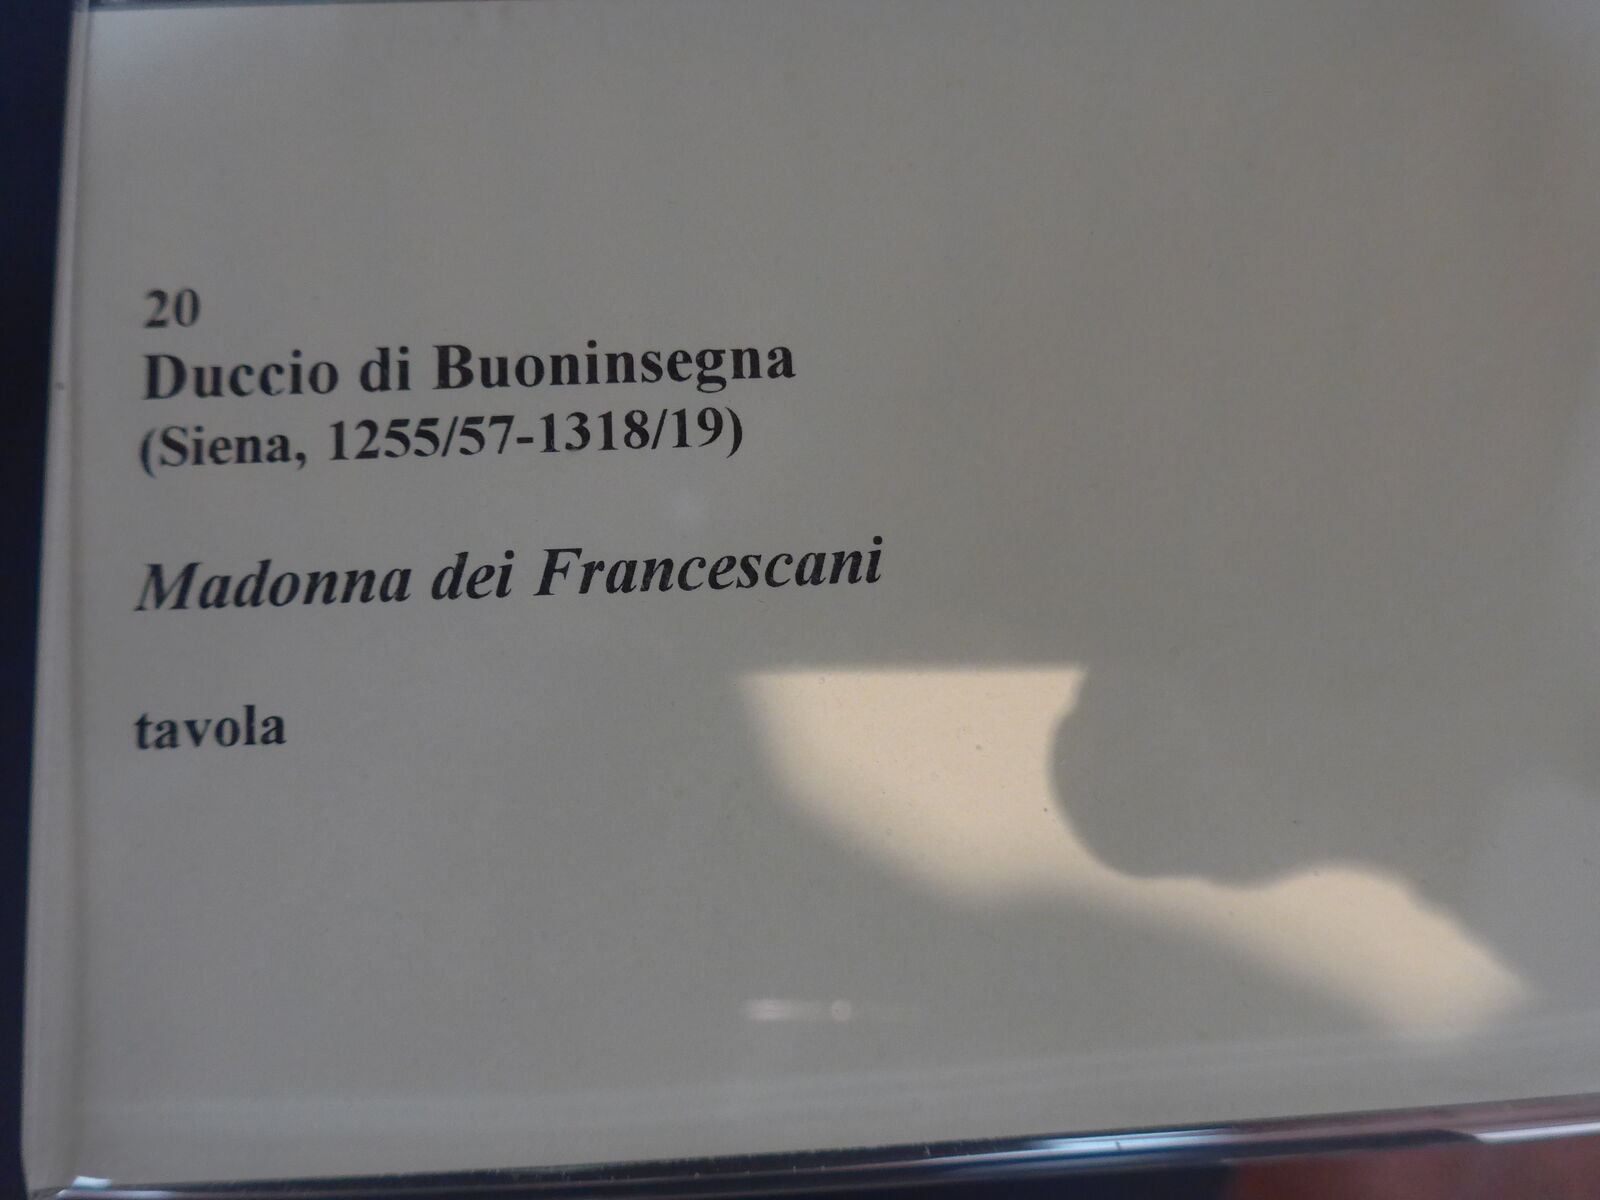 20
Duccio di Buoninsegna
(Siena, 1255/57-1318/19)
Madonna dei Francescani
tavola